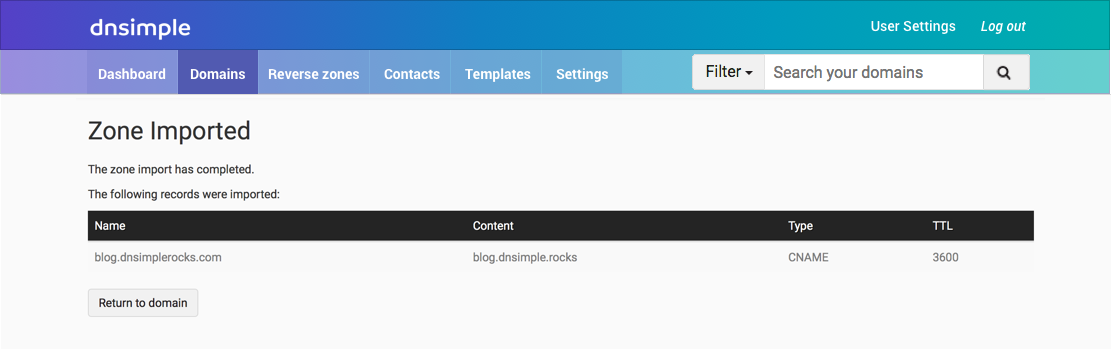 dnsimple User Settings Log out
Dashboard Domains Reverse zones Contacts Templates Settings Filter Search your domains
Zone Imported
The zone import has completed.
The following records were imported:
Name Content Type TTL
blog.dnsimplerocks.com blog.dnsimple.rocks CNAME 3600
Return to domain